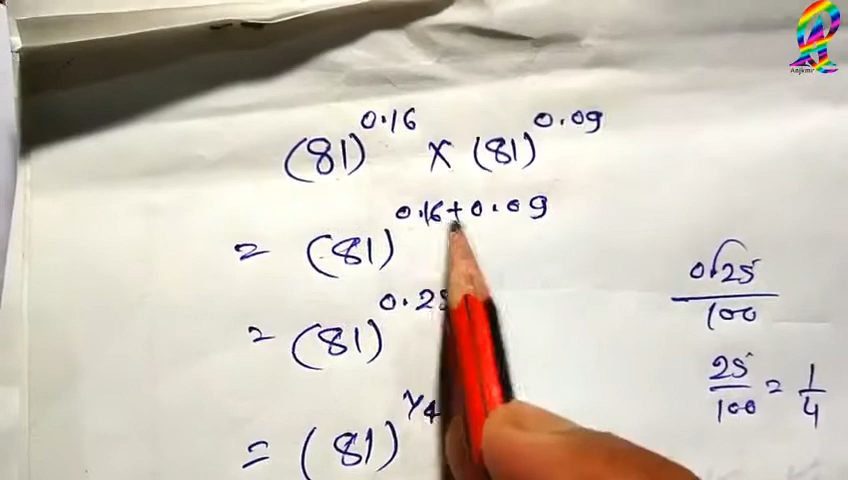 (81)^0.16 × (81)^0.09
= (81)^0.16+0.09
= (81)^0.25
= (81)^1/4
0.25
100
25/100 = 1/4
Anjkmr